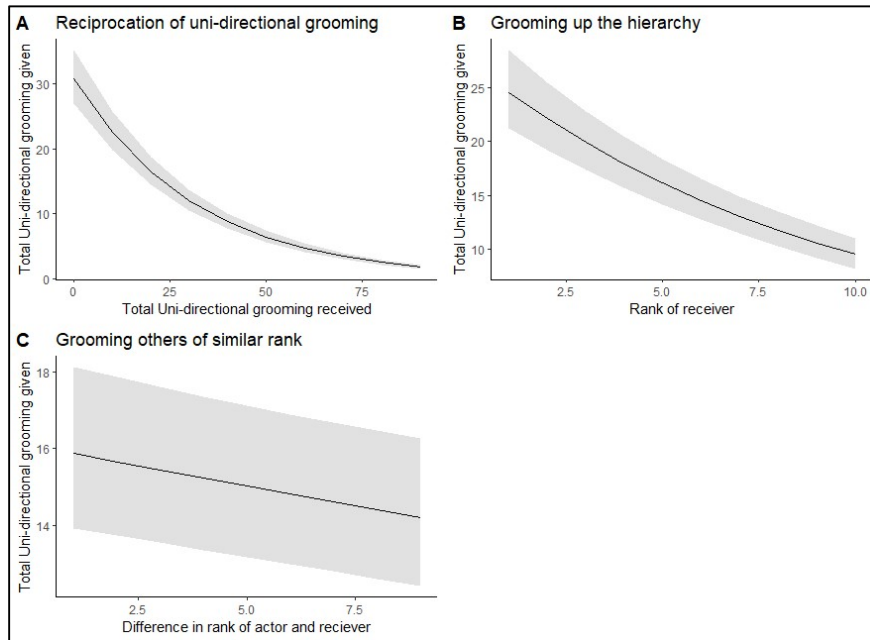 A Reciprocation of uni-directional grooming
Total Uni-directional grooming given
30
20
10
0
0
25
50
75
Total Uni-directional grooming received
B Grooming up the hierarchy
Total Uni-directional grooming given
25
20
15
10
2.5
5.0
7.5
10.0
Rank of receiver
C Grooming others of similar rank
Total Uni-directional grooming given
18
16
14
2.5
5.0
7.5
Difference in rank of actor and reciever